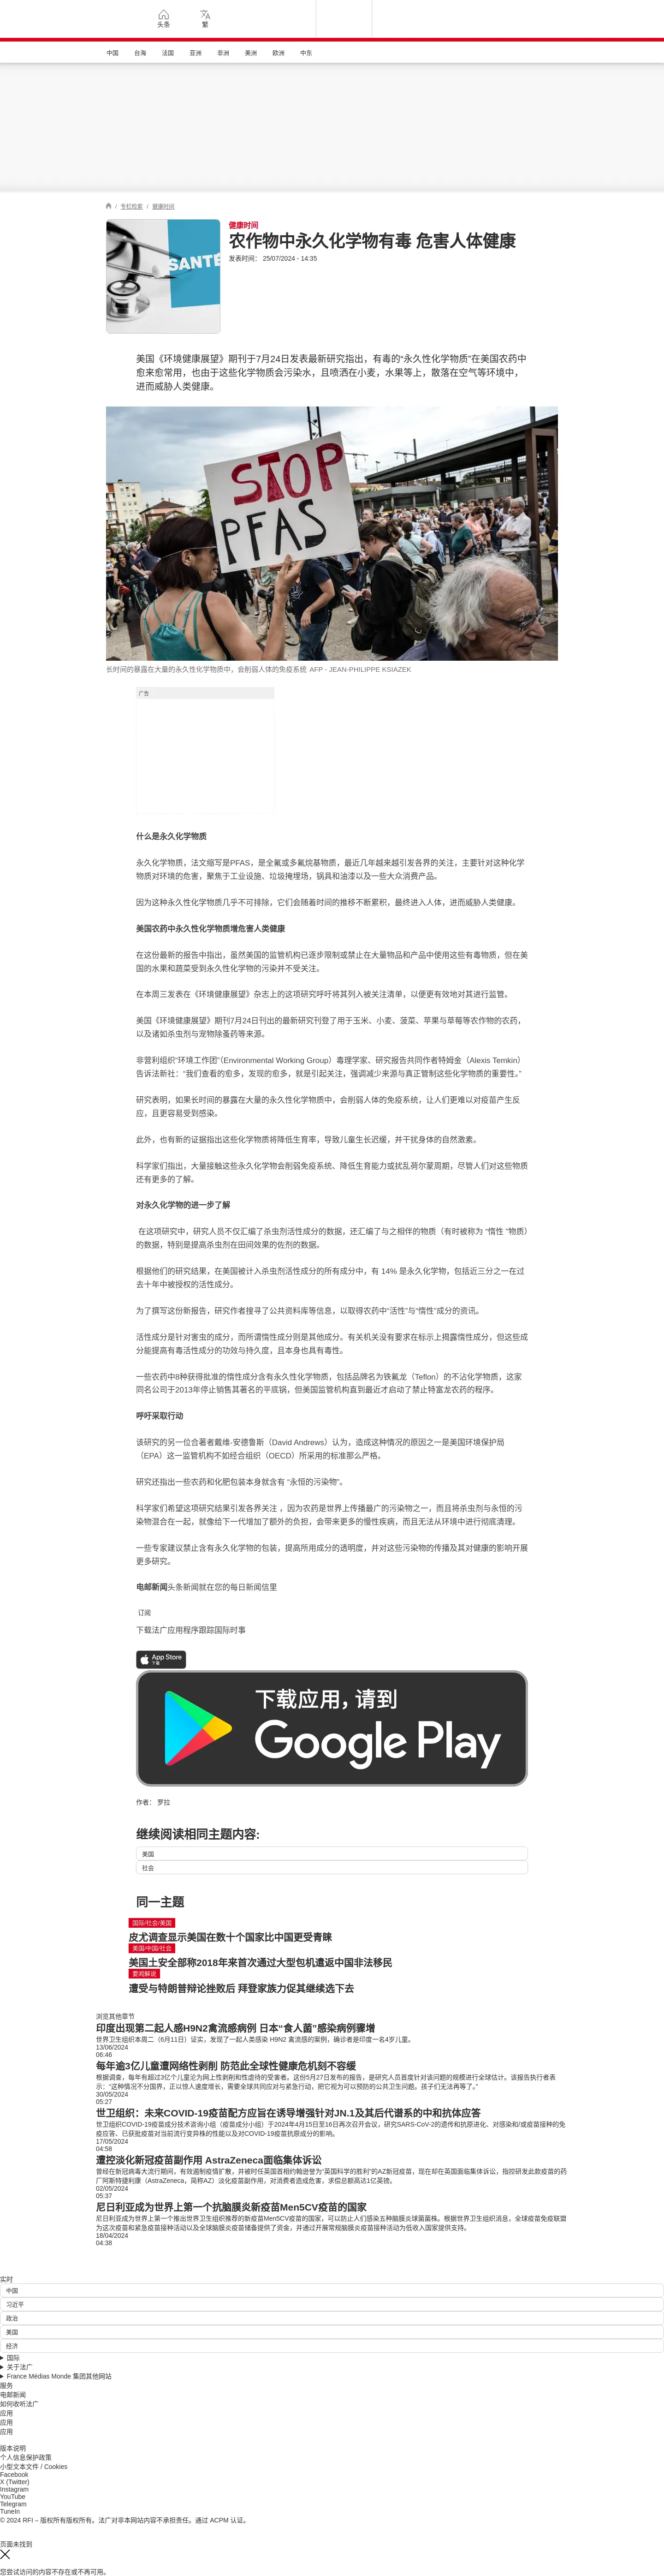 头条
繁
中国 台海 法国 亚洲 非洲 美洲 欧洲 中东
/ 专栏检索 / 健康时间
SANTÉ
健康时间
农作物中永久化学物有毒 危害人体健康
发表时间： 25/07/2024 - 14:35
美国《环境健康展望》期刊于7月24日发表最新研究指出，有毒的“永久性化学物质”在美国农药中
愈来愈常用，也由于这些化学物质会污染水，且喷洒在小麦，水果等上，散落在空气等环境中，
进而威胁人类健康。
STOP
PFAS
长时间的暴露在大量的永久性化学物质中，会削弱人体的免疫系统 AFP - JEAN-PHILIPPE KSIAZEK
广告
什么是永久化学物质
永久化学物质，法文缩写是PFAS，是全氟或多氟烷基物质，最近几年越来越引发各界的关注，主要针对这种化学
物质对环境的危害，聚焦于工业设施、垃圾掩埋场，锅具和油漆以及一些大众消费产品。
因为这种永久性化学物质几乎不可排除，它们会随着时间的推移不断累积，最终进入人体，进而威胁人类健康。
美国农药中永久性化学物质增危害人类健康
在这份最新的报告中指出，虽然美国的监管机构已逐步限制或禁止在大量物品和产品中使用这些有毒物质，但在美
国的水果和蔬菜受到永久性化学物的污染并不受关注。
在本周三发表在《环境健康展望》杂志上的这项研究呼吁将其列入被关注清单，以便更有效地对其进行监管。
美国《环境健康展望》期刊7月24日刊出的最新研究刊登了用于玉米、小麦、菠菜、苹果与草莓等农作物的农药，
以及诸如杀虫剂与宠物除蚤药等来源。
非营利组织“环境工作团”（Environmental Working Group）毒理学家、研究报告共同作者特姆金（Alexis Temkin）
告诉法新社：“我们查看的愈多，发现的愈多，就是引起关注，强调减少来源与真正管制这些化学物质的重要性。”
研究表明，如果长时间的暴露在大量的永久性化学物质中，会削弱人体的免疫系统，让人们更难以对疫苗产生反
应，且更容易受到感染。
此外，也有新的证据指出这些化学物质将降低生育率，导致儿童生长迟缓，并干扰身体的自然激素。
科学家们指出，大量接触这些永久化学物会削弱免疫系统、降低生育能力或扰乱荷尔蒙周期，尽管人们对这些物质
还有更多的了解。
对永久化学物的进一步了解
在这项研究中，研究人员不仅汇编了杀虫剂活性成分的数据，还汇编了与之相伴的物质（有时被称为 “惰性 ”物质）
的数据，特别是提高杀虫剂在田间效果的佐剂的数据。
根据他们的研究结果，在美国被计入杀虫剂活性成分的所有成分中，有 14% 是永久化学物，包括近三分之一在过
去十年中被授权的活性成分。
为了撰写这份新报告，研究作者搜寻了公共资料库等信息，以取得农药中“活性”与“惰性”成分的资讯。
活性成分是针对害虫的成分，而所谓惰性成分则是其他成分。有关机关没有要求在标示上揭露惰性成分，但这些成
分能提高有毒活性成分的功效与持久度，且本身也具有毒性。
一些农药中8种获得批准的惰性成分含有永久性化学物质，包括品牌名为铁氟龙（Teflon）的不沾化学物质，这家
同名公司于2013年停止销售其著名的平底锅，但美国监管机构直到最近才启动了禁止特富龙农药的程序。
呼吁采取行动
该研究的另一位合著者戴维-安德鲁斯（David Andrews）认为，造成这种情况的原因之一是美国环境保护局
（EPA）这一监管机构不如经合组织（OECD）所采用的标准那么严格。
研究还指出一些农药和化肥包装本身就含有 “永恒的污染物”。
科学家们希望这项研究结果引发各界关注 ，因为农药是世界上传播最广的污染物之一，而且将杀虫剂与永恒的污
染物混合在一起，就像给下一代增加了额外的负担，会带来更多的慢性疾病，而且无法从环境中进行彻底清理。
一些专家建议禁止含有永久化学物的包装，提高所用成分的透明度，并对这些污染物的传播及其对健康的影响开展
更多研究。
电邮新闻头条新闻就在您的每日新闻信里
订阅
下载法广应用程序跟踪国际时事
App Store
下载
下载应用，请到
Google Play
作者： 罗拉
继续阅读相同主题内容:
美国
社会
同一主题
国际/社会/美国
皮尤调查显示美国在数十个国家比中国更受青睐
美国/中国/社会
美国土安全部称2018年来首次通过大型包机遣返中国非法移民
要闻解说
遭受与特朗普辩论挫败后 拜登家族力促其继续选下去
浏览其他章节
印度出现第二起人感H9N2禽流感病例 日本“食人菌”感染病例骤增
世界卫生组织本周二（6月11日）证实，发现了一起人类感染 H9N2 禽流感的案例，确诊者是印度一名4岁儿童。
13/06/2024
06:46
每年逾3亿儿童遭网络性剥削 防范此全球性健康危机刻不容缓
根据调查，每年有超过3亿个儿童沦为网上性剥削和性虐待的受害者。这份5月27日发布的报告，是研究人员首度针对该问题的规模进行全球估计。该报告执行者表
示：“这种情况不分国界，正以惊人速度增长，需要全球共同应对与紧急行动，把它视为可以预防的公共卫生问题。孩子们无法再等了。”
30/05/2024
05:27
世卫组织：未来COVID-19疫苗配方应旨在诱导增强针对JN.1及其后代谱系的中和抗体应答
世卫组织COVID-19疫苗成分技术咨询小组（疫苗成分小组）于2024年4月15日至16日再次召开会议，研究SARS-CoV-2的遗传和抗原进化、对感染和/或疫苗接种的免
疫应答、已获批疫苗对当前流行变异株的性能以及对COVID-19疫苗抗原成分的影响。
17/05/2024
04:58
遭控淡化新冠疫苗副作用 AstraZeneca面临集体诉讼
曾经在新冠病毒大流行期间，有效遏制疫情扩散，并被时任英国首相约翰逊誉为“英国科学的胜利”的AZ新冠疫苗，现在却在英国面临集体诉讼，指控研发此款疫苗的药
厂阿斯特捷利康（AstraZeneca，简称AZ）淡化疫苗副作用，对消费者造成危害，求偿总额高达1亿英镑。
02/05/2024
05:37
尼日利亚成为世界上第一个抗脑膜炎新疫苗Men5CV疫苗的国家
尼日利亚成为世界上第一个推出世界卫生组织推荐的新疫苗Men5CV疫苗的国家，可以防止人们感染五种脑膜炎球菌菌株。根据世界卫生组织消息，全球疫苗免疫联盟
为这次疫苗和紧急疫苗接种活动以及全球脑膜炎疫苗储备提供了资金，并通过开展常规脑膜炎疫苗接种活动为低收入国家提供支持。
18/04/2024
04:38
实时
中国
习近平
政治
美国
经济
国际
关于法广
France Médias Monde 集团其他网站
服务
电邮新闻
如何收听法广
应用
应用
应用
版本说明
个人信息保护政策
小型文本文件 / Cookies
Facebook
X (Twitter)
Instagram
YouTube
Telegram
TuneIn
© 2024 RFI – 版权所有版权所有。法广对非本网站内容不承担责任。通过 ACPM 认证。
页面未找到
您尝试访问的内容不存在或不再可用。